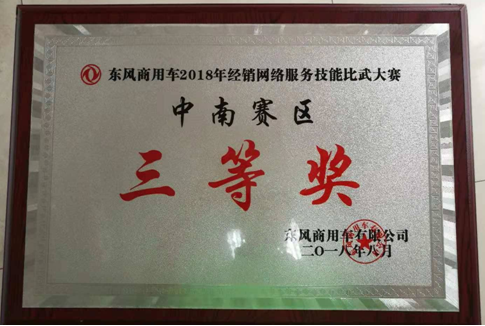 东风商用车2018年经销网络服务技能比武大赛
中南赛区
三等奖
东风商用车有限公司
二〇一八年八月